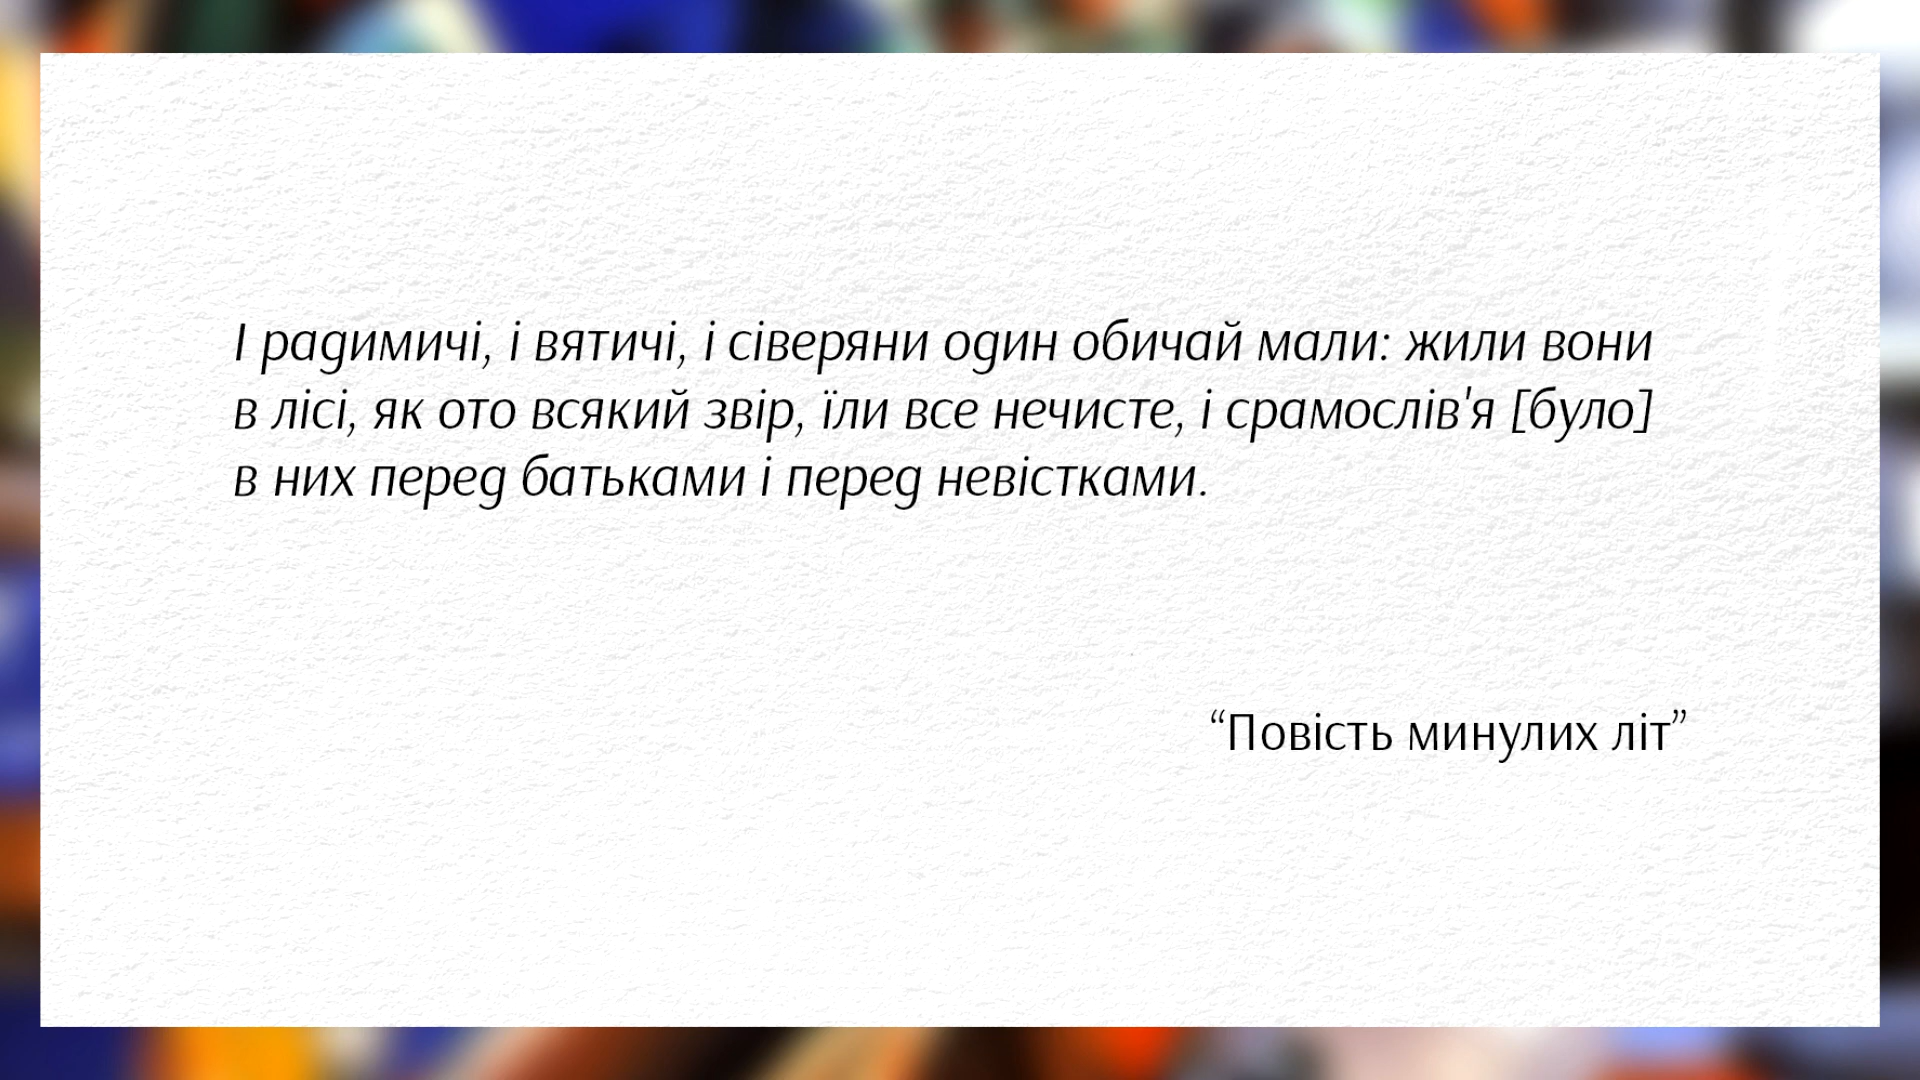 І радимичі, і вятичі, і сіверяни один обичай мали: жили вони
в лісі, як ото всякий звір, їли все нечисте, і срамослів'я [було]
в них перед батьками і перед невістками.
“Повість минулих літ”